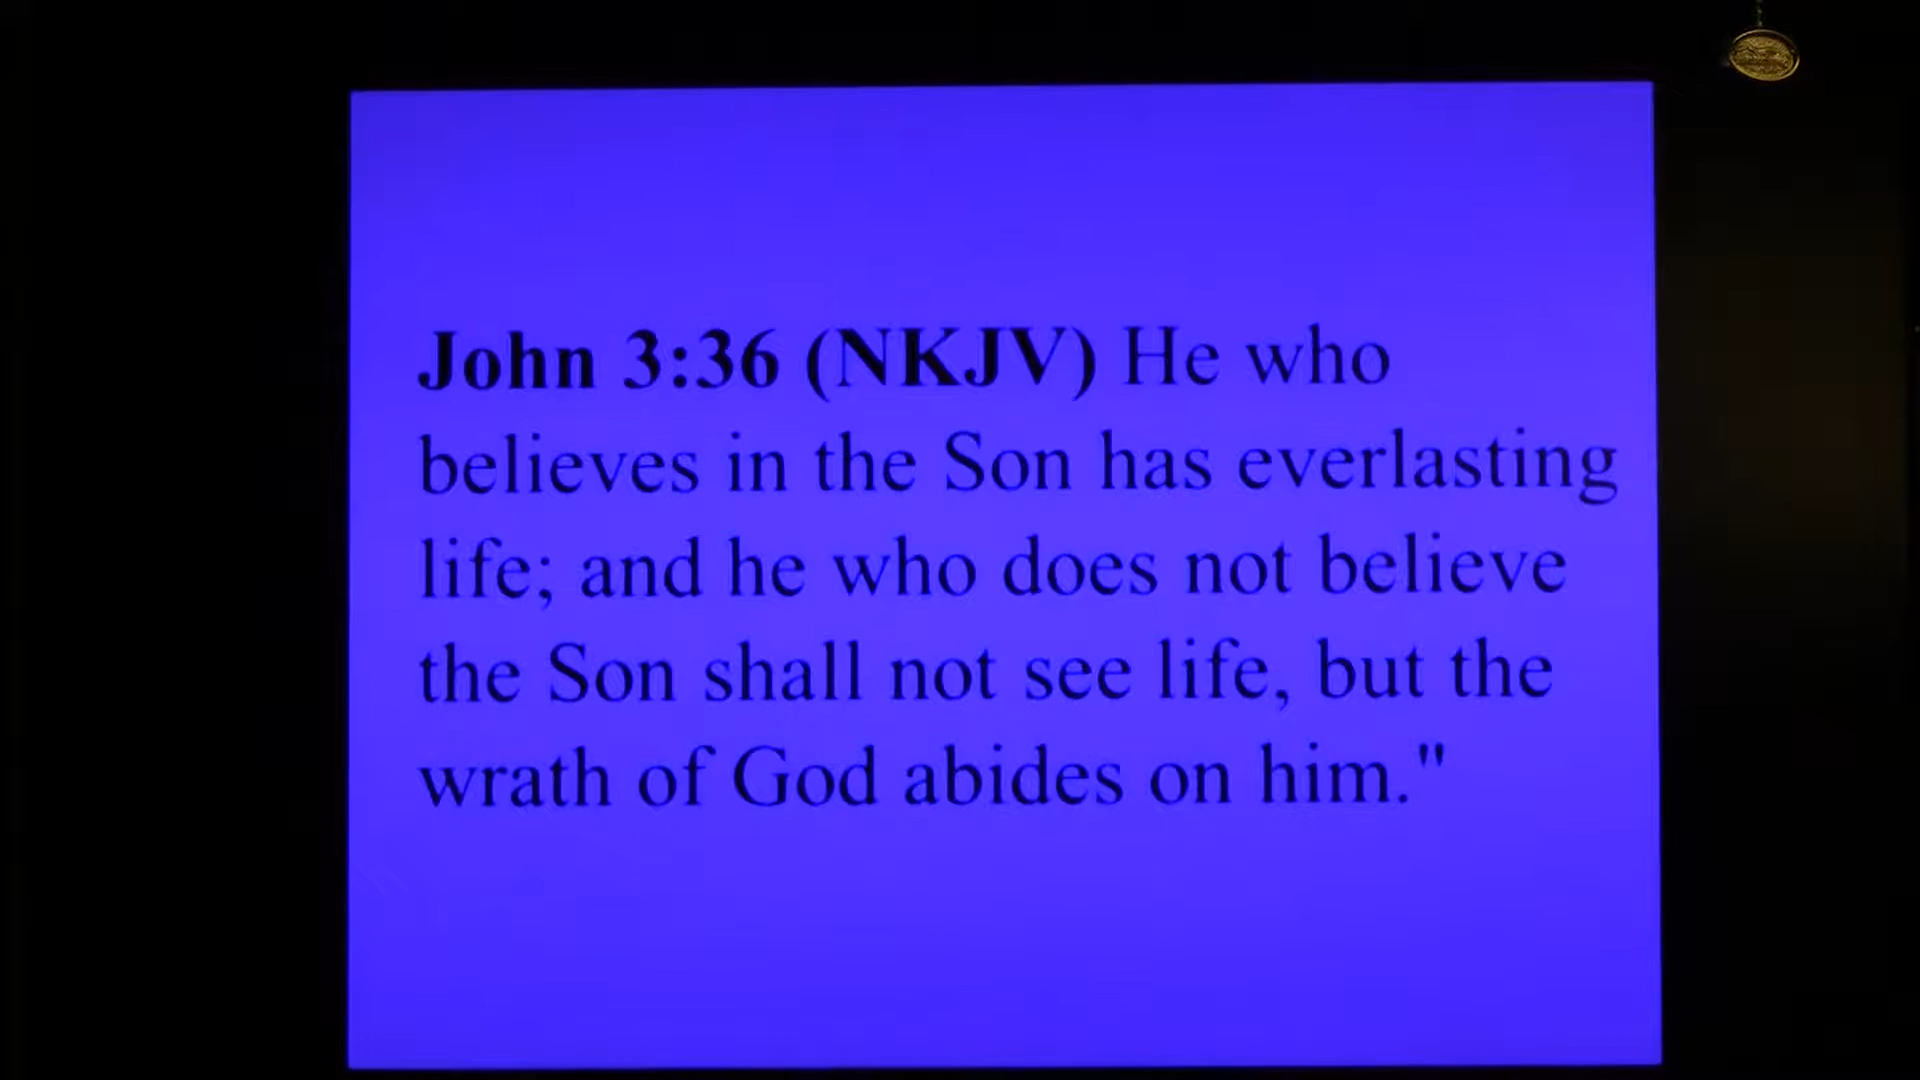 John 3:36 (NKJV) He who
believes in the Son has everlasting
life; and he who does not believe
the Son shall not see life, but the
wrath of God abides on him."